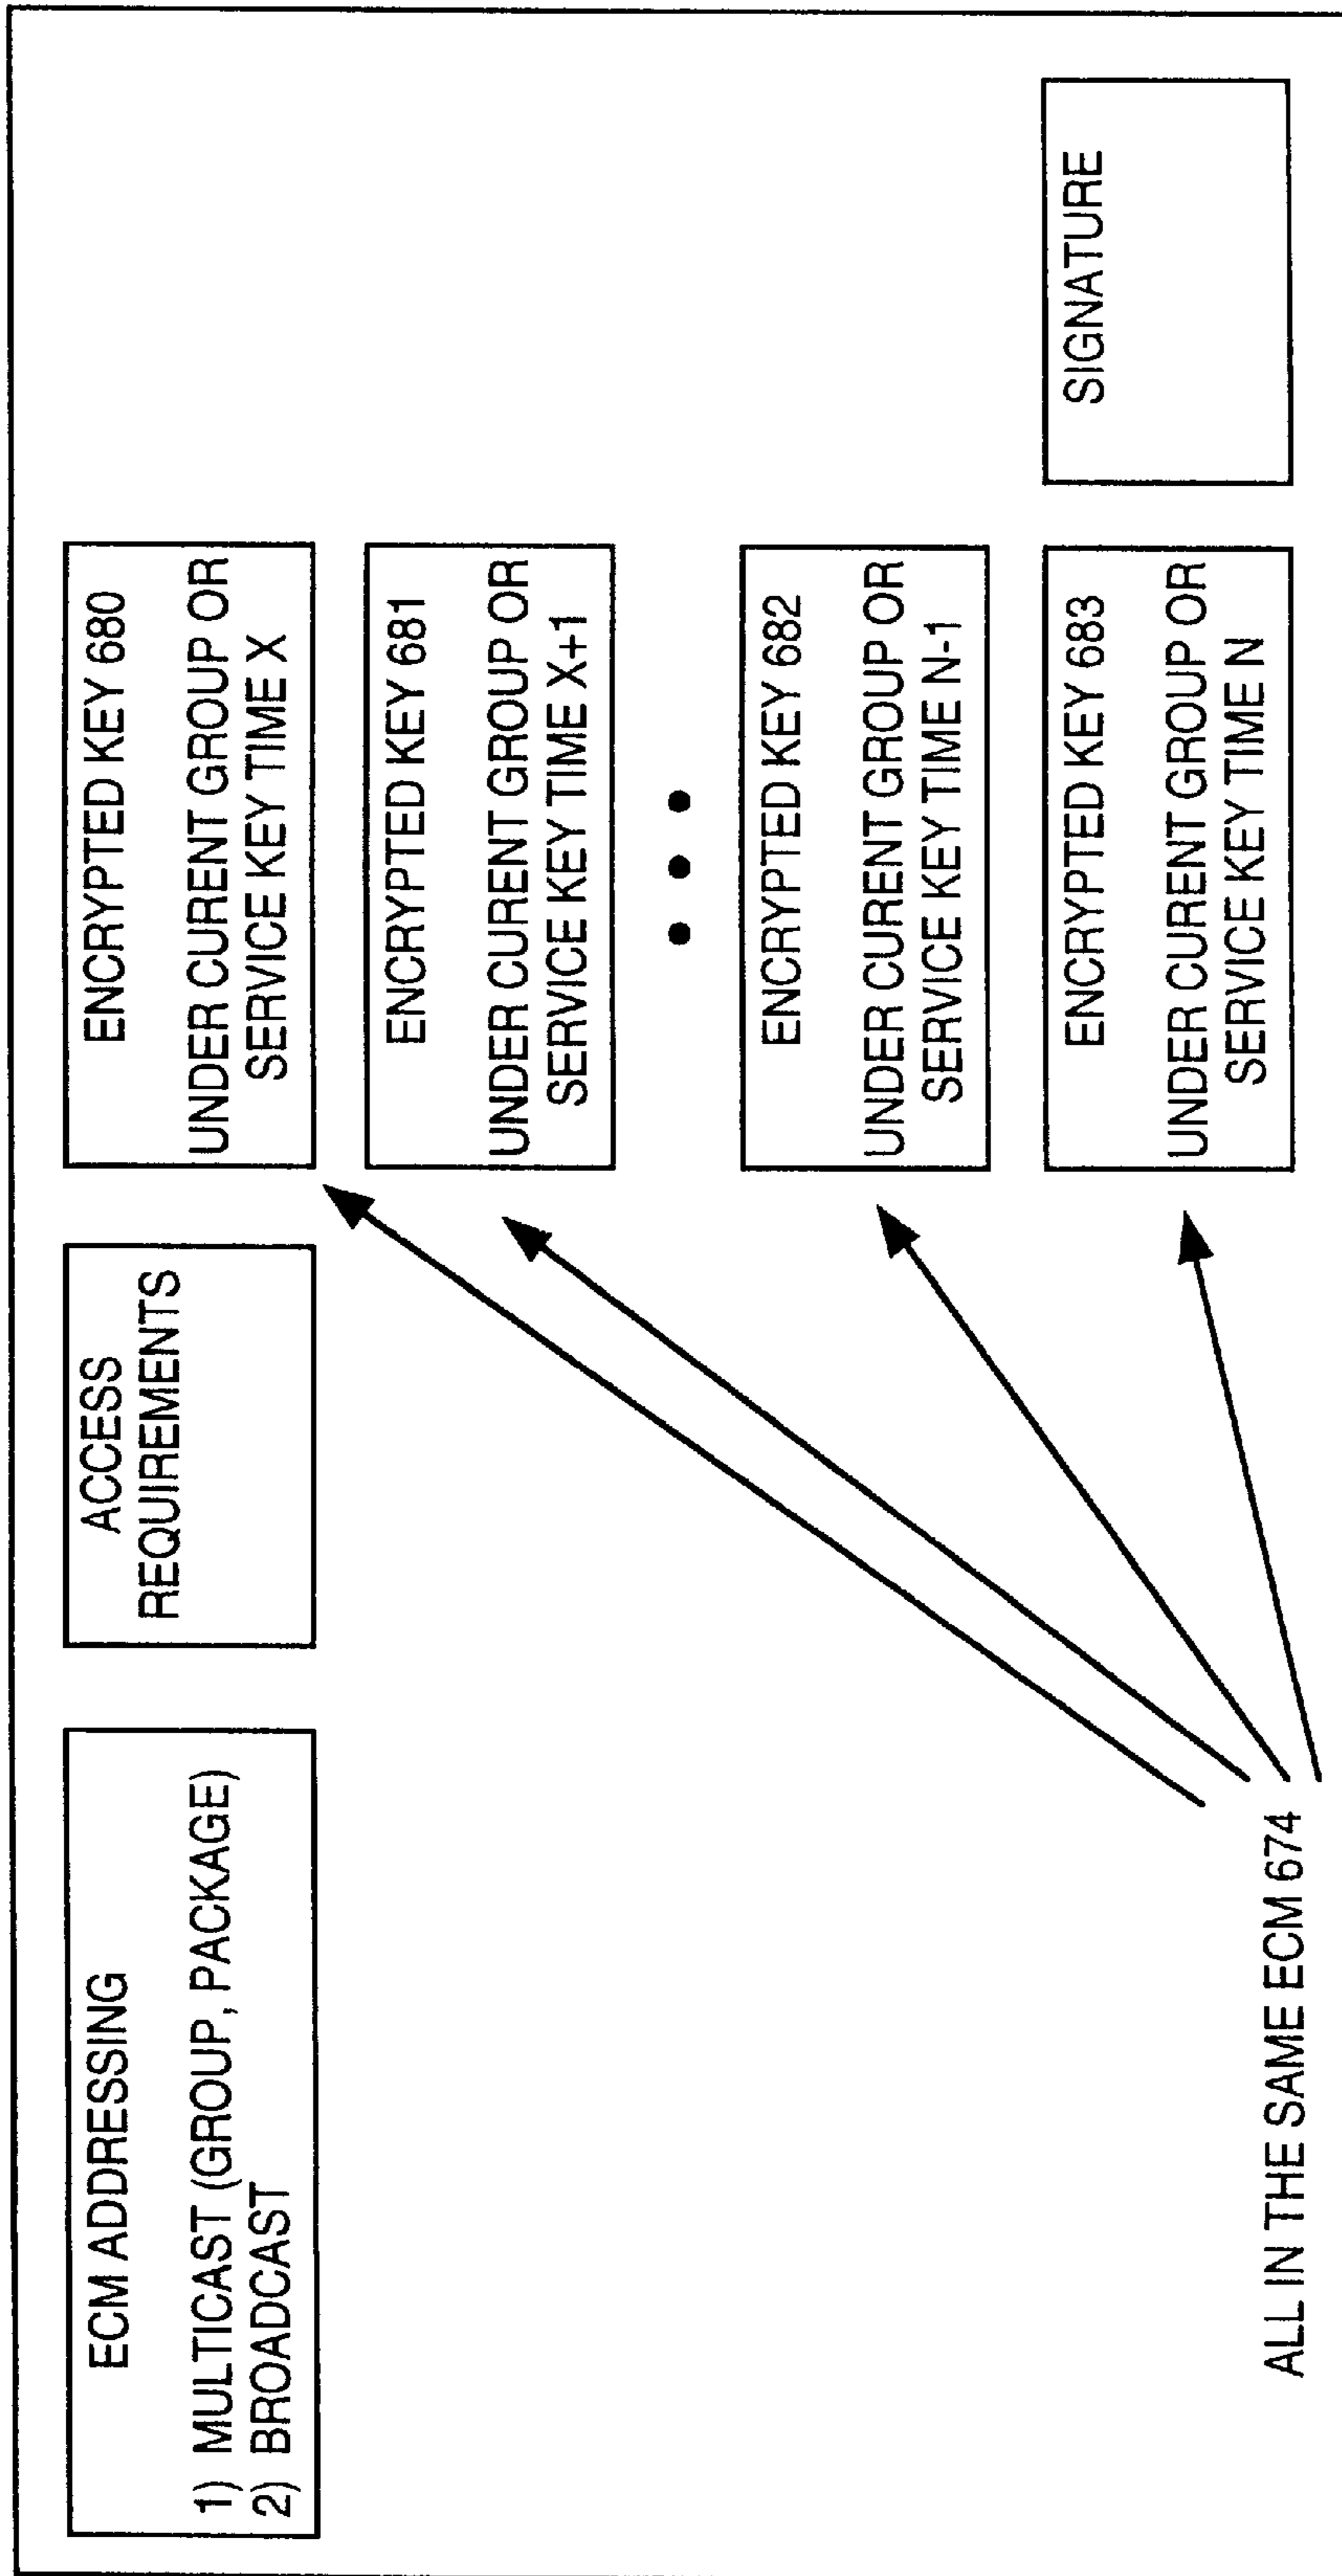 ECM ADDRESSING
1) MULTICAST (GROUP, PACKAGE)
2) BROADCAST
ACCESS
REQUIREMENTS
ENCRYPTED KEY 680
UNDER CURENT GROUP OR
SERVICE KEY TIME X
ENCRYPTED KEY 681
UNDER CURENT GROUP OR
SERVICE KEY TIME X+1
ENCRYPTED KEY 682
UNDER CURENT GROUP OR
SERVICE KEY TIME N-1
ENCRYPTED KEY 683
UNDER CURENT GROUP OR
SERVICE KEY TIME N
SIGNATURE
ALL IN THE SAME ECM 674